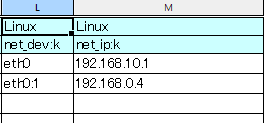 L M
Linux Linux
net_dev:k net_ip:k
eth0 192.168.10.1
eth0:1 192.168.0.4